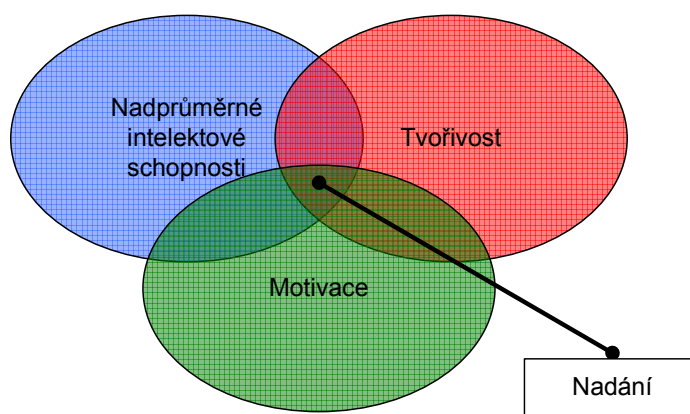 Nadprůměrné
intelektové
schopnosti
Tvořivost
Motivace
Nadání